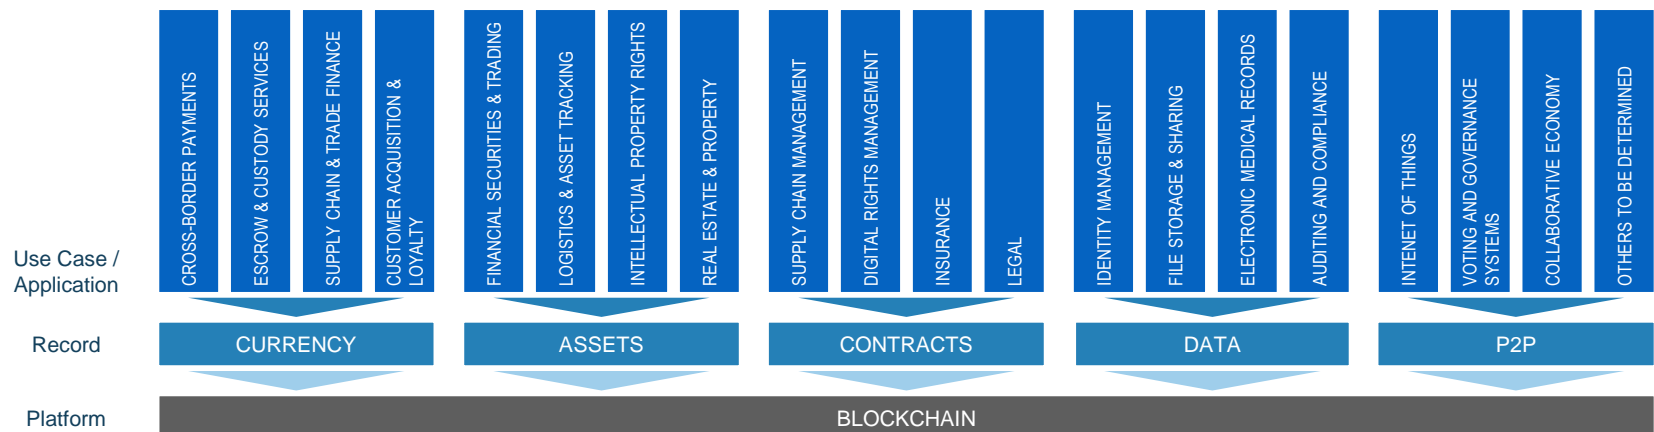 CROSS-BORDER PAYMENTS
ESCROW & CUSTODY SERVICES
SUPPLY CHAIN & TRADE FINANCE
CUSTOMER ACQUISITION &
LOYALTY
FINANCIAL SECURITIES & TRADING
LOGISTICS & ASSET TRACKING
INTELLECTUAL PROPERTY RIGHTS
REAL ESTATE & PROPERTY
SUPPLY CHAIN MANAGEMENT
DIGITAL RIGHTS MANAGEMENT
INSURANCE
LEGAL
IDENTITY MANAGEMENT
FILE STORAGE & SHARING
ELECTRONIC MEDICAL RECORDS
AUDITING AND COMPLIANCE
INTENET OF THINGS
VOTING AND GOVERNANCE
SYSTEMS
COLLABORATIVE ECONOMY
OTHERS TO BE DETERMINED
Use Case /
Application
Record
CURRENCY
ASSETS
CONTRACTS
DATA
P2P
Platform
BLOCKCHAIN